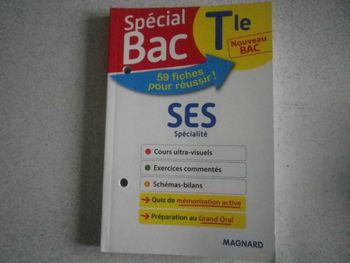 Spécial
Bac
Tle
Nouveau
BAC
59 fiches
pour réussir !
SES
Spécialité
Cours ultra-visuels
Exercices commentés
Schémas-bilans
Quiz de mémorisation active
Préparation au Grand Oral
MAGNARD